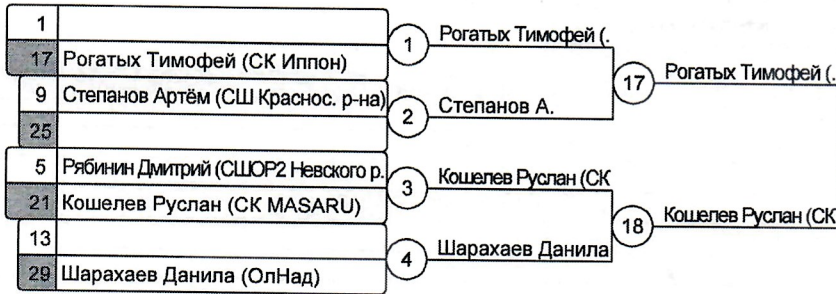 1
17 Рогатых Тимофей (СК Иппон)
1 Рогатых Тимофей (.
9 Степанов Артём (СШ Краснос. р-на)
25
2 Степанов А.
17 Рогатых Тимофей (.
5 Рябинин Дмитрий (СШОР2 Невского р.
21 Кошелев Руслан (СК MASARU)
3 Кошелев Руслан (СК
13
29 Шарахаев Данила (ОлНад)
4 Шарахаев Данила
18 Кошелев Руслан (СК